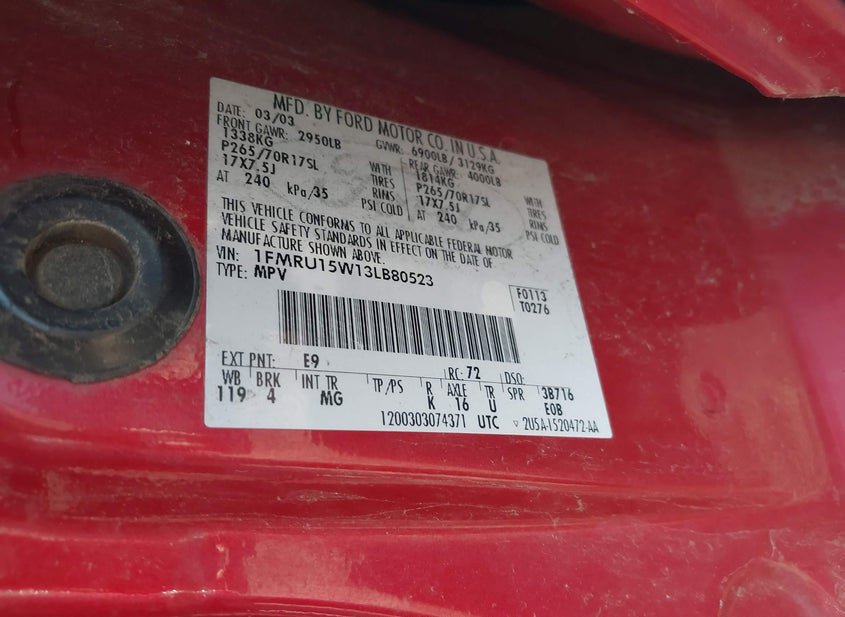 MFD. BY FORD MOTOR CO. IN U.S.A.
DATE: 03/03 GVWR: 6900LB / 3129KG
FRONT GAWR: 2950LB REAR GAWR: 4000LB
1338KG WITH 1814KG WITH
P265/70R17SL TIRES P265/70R17SL TIRES
17X7.5J RIMS 17X7.5J RIMS
AT 240 kPa/35 PSI COLD AT 240 kPa/35 PSI COLD
THIS VEHICLE CONFORMS TO ALL APPLICABLE FEDERAL MOTOR
VEHICLE SAFETY STANDARDS IN EFFECT ON THE DATE OF
MANUFACTURE SHOWN ABOVE.
VIN: 1FMRU15W13LB80523
TYPE: MPV
F0113
T0276
EXT PNT: E9 RC: 72 DSO:
WB BRK INT TR TP/PS R AXLE TR SPR 3B716
119 4 MG K 16 U E0B
1200303074371 UTC ▽ 2U5A-1520472-AA